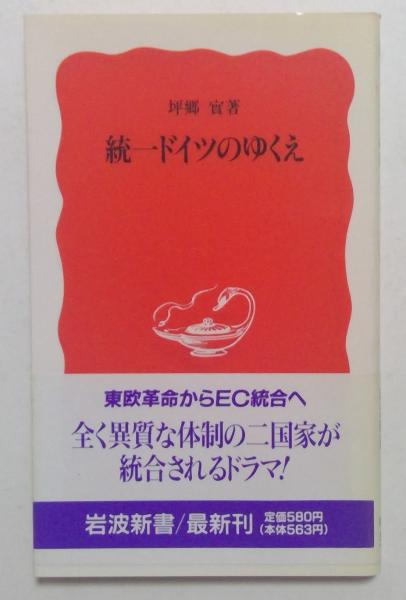 坪郷 實著
統一ドイツのゆくえ
東欧革命からEC統合へ
全く異質な体制の二国家が
統合されるドラマ!
岩波新書/最新刊 定価580円
(本体563円)